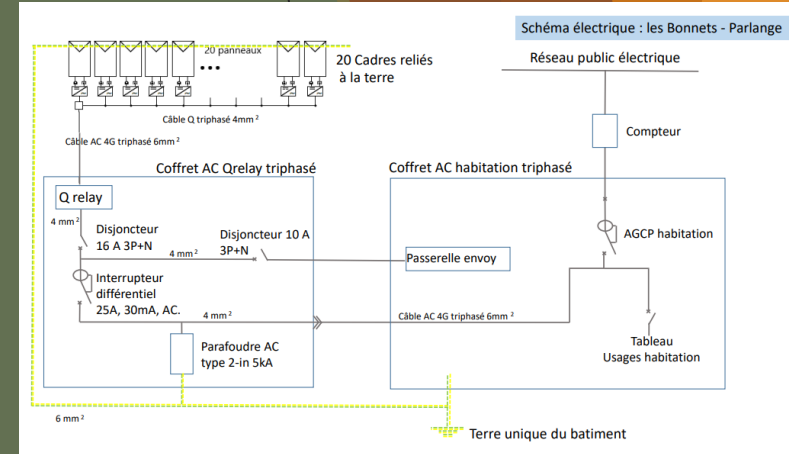 Schéma électrique : les Bonnets - Parlange
20 panneaux
20 Cadres reliés
à la terre
Réseau public électrique
Câble Q triphasé 4mm ²
Compteur
Câble AC 4G triphasé 6mm ²
Coffret AC Qrelay triphasé
Coffret AC habitation triphasé
Q relay
4 mm ²
Disjoncteur
16 A 3P+N
4 mm ²
Disjoncteur 10 A
3P+N
AGCP habitation
Passerelle envoy
Interrupteur
différentiel
25A, 30mA, AC.
4 mm ²
Câble AC 4G triphasé 6mm ²
Parafoudre AC
type 2-in 5kA
Tableau
Usages habitation
6 mm ²
Terre unique du batiment